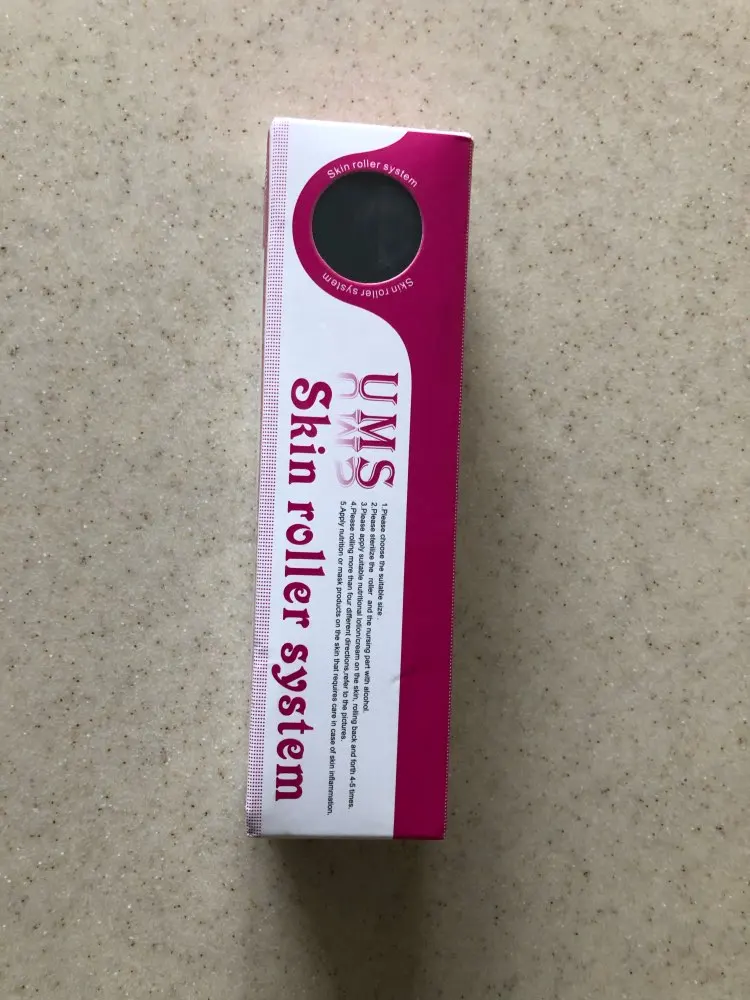 Skin roller system
Skin roller system
UMS
1.Please choose the suitable size.
2.Please sterilize the roller and the nursing part with alcohol.
3.Please apply suitable nutritional lotion/cream on the skin, rolling back and forth 4-5 times.
4.Please rolling more than four different directions,refer to the pictures.
5.Apply nutrition or mask products on the skin that requires care in case of skin inflammation.
Skin roller system